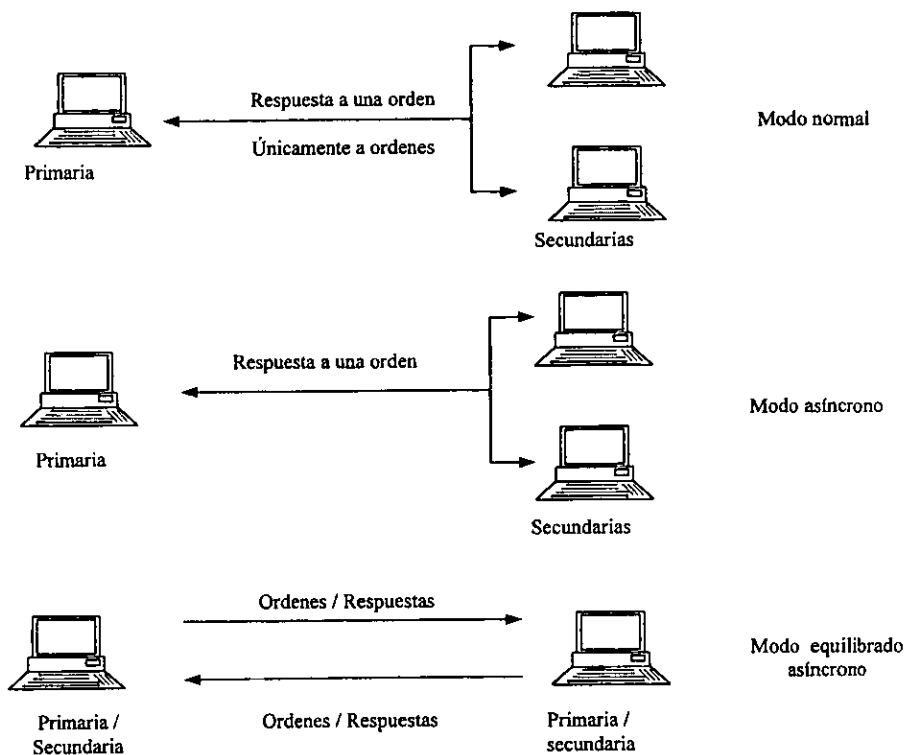 Respuesta a una orden
Únicamente a ordenes
Primaria
Secundarias
Modo normal
Respuesta a una orden
Primaria
Secundarias
Modo asíncrono
Ordenes / Respuestas
Ordenes / Respuestas
Primaria /
Secundaria
Primaria /
secundaria
Modo equilibrado
asíncrono